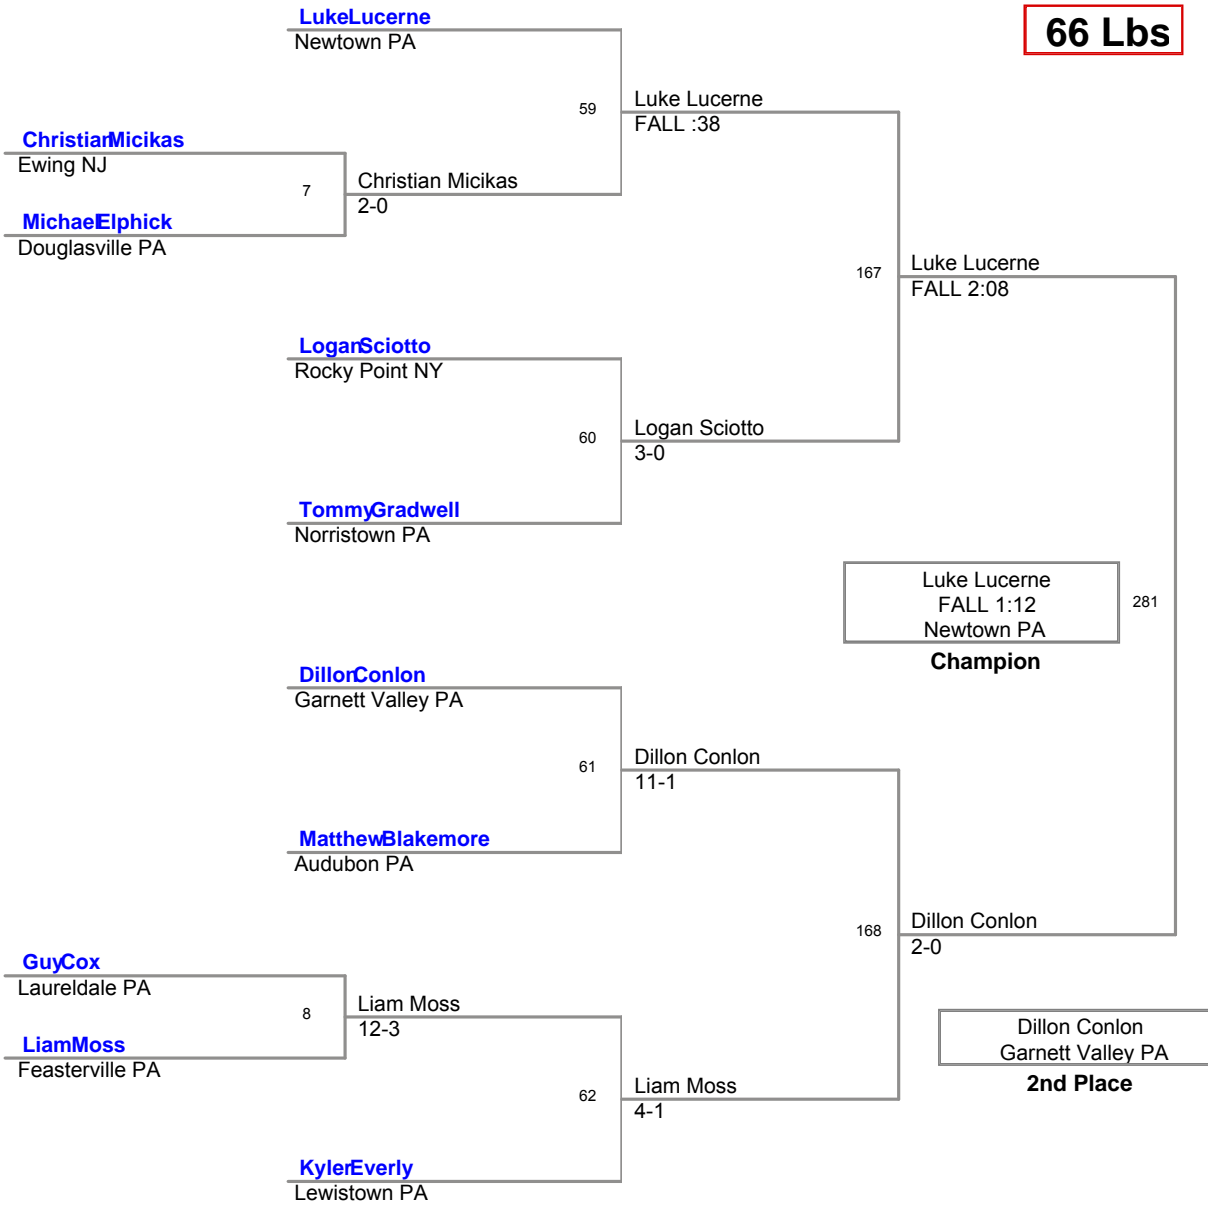 66 Lbs
LukeLucerne
Newtown PA
59
Luke Lucerne
FALL :38
ChristianMicikas
Ewing NJ
7
Christian Micikas
2-0
MichaelElphick
Douglasville PA
167
Luke Lucerne
FALL 2:08
LoganSciotto
Rocky Point NY
60
Logan Sciotto
3-0
TommyGradwell
Norristown PA
Luke Lucerne
FALL 1:12
Newtown PA
Champion
281
DillonConlon
Garnett Valley PA
61
Dillon Conlon
11-1
MatthewBlakemore
Audubon PA
168
Dillon Conlon
2-0
GuyCox
Laureldale PA
8
Liam Moss
12-3
LiamMoss
Feasterville PA
Dillon Conlon
Garnett Valley PA
2nd Place
62
Liam Moss
4-1
KylerEverly
Lewistown PA